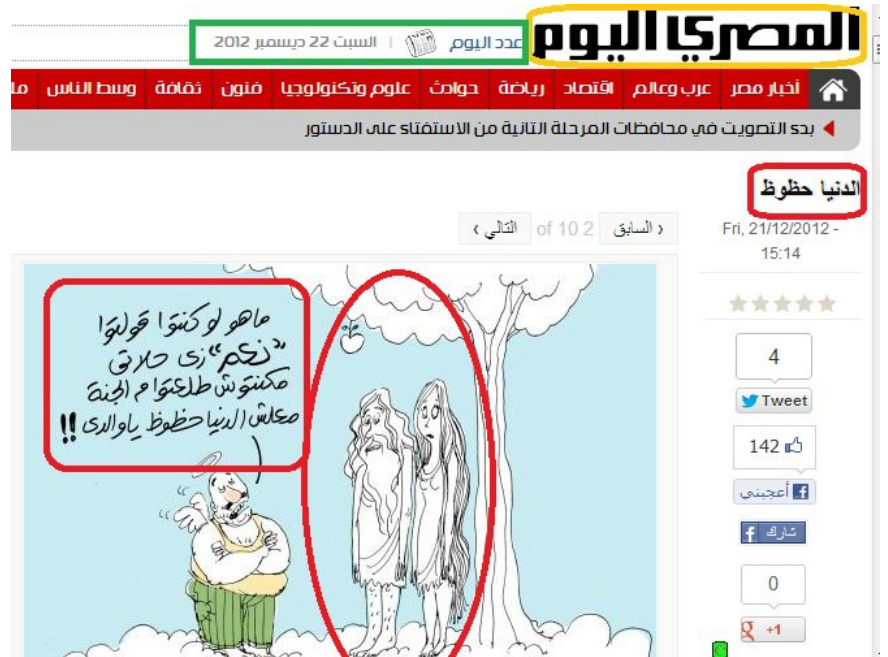 المصري اليوم
عدد اليوم | السبت 22 ديسمبر 2012
أخبار مصر عرب وعالم اقتصاد رياضة حوادث علوم وتكنولوجيا فنون ثقافة وسط الناس
بدء التصويت في محافظات المرحلة الثانية من الاستفتاء على الدستور
الدنيا حظوظ
Fri, 21/12/2012 -
15:14
‹ السابق 2 of 10 التالي ›
ماهو لو كنتوا قولتوا
"نعم" زى حلاتى
مكنتوش طلعتوا م الجنة
معلش الدنيا حظوظ ياوالدى !!
4
Tweet
142
أعجبني
شارك
0
+1